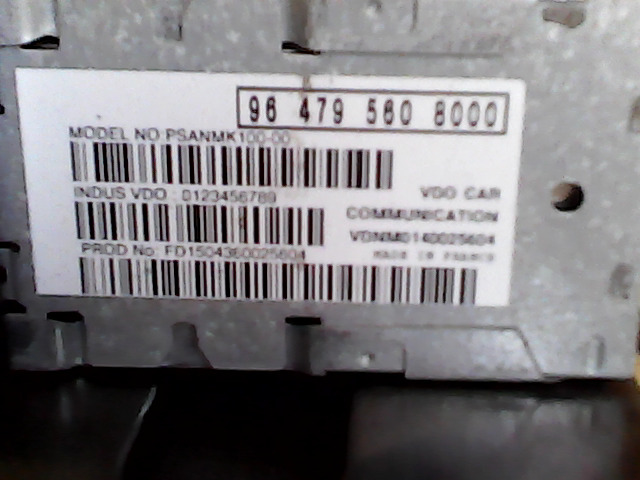 96 479 560 8000
MODEL NO PSANMK100-00
INDUS VDO : 0123456789
VDO CAR
COMMUNICATION
VDNM0140025604
PROD No: FD1504360025604
MADE IN FRANCE